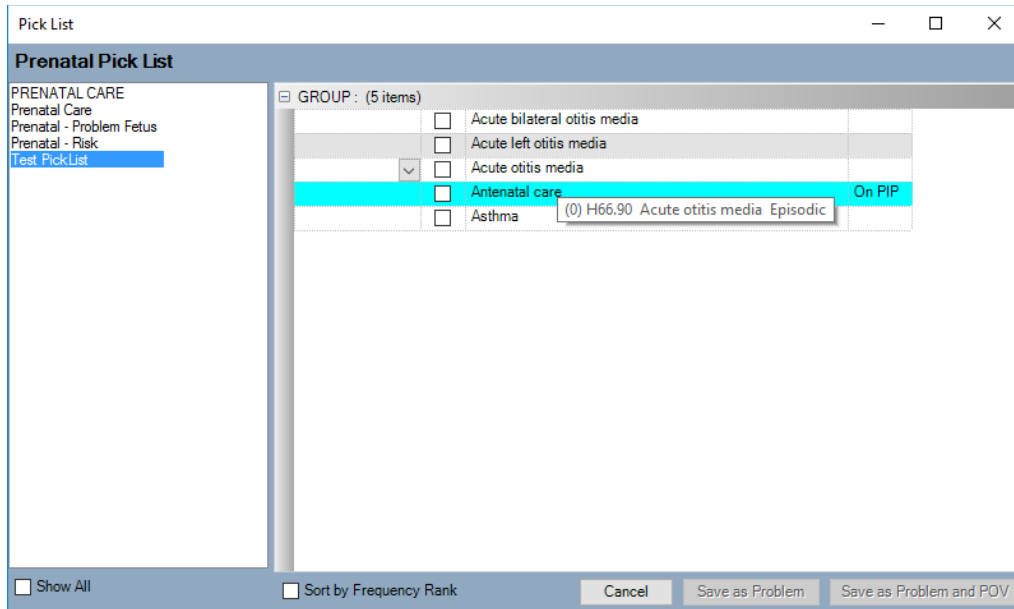 Pick List
Prenatal Pick List
PRENATAL CARE
Prenatal Care
Prenatal - Problem Fetus
Prenatal - Risk
Test PickList
GROUP : (5 items)
Acute bilateral otitis media
Acute left otitis media
Acute otitis media
Antenatal care On PIP
(0) H66.90 Acute otitis media Episodic
Asthma
Show All
Sort by Frequency Rank
Cancel
Save as Problem
Save as Problem and POV